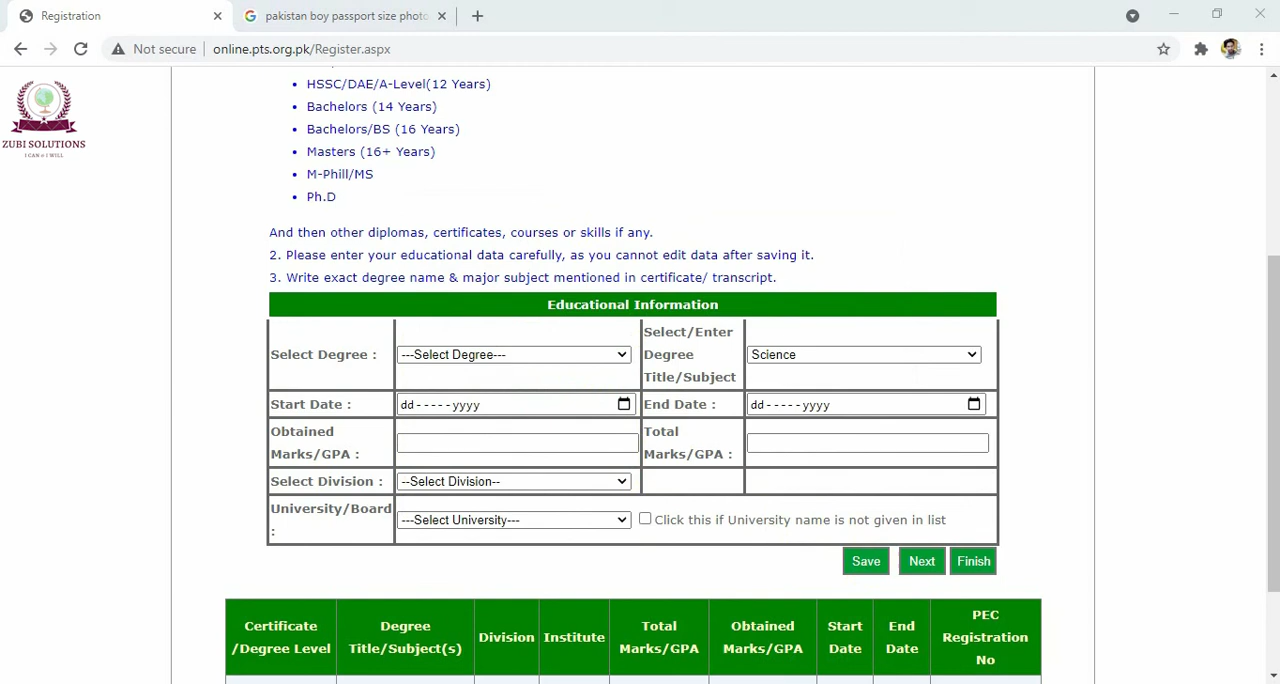 Registration
pakistan boy passport size photo
Not secure
online.pts.org.pk/Register.aspx
ZUBI SOLUTIONS
I CAN & I WILL
• HSSC/DAE/A-Level(12 Years)
• Bachelors (14 Years)
• Bachelors/BS (16 Years)
• Masters (16+ Years)
• M-Phill/MS
• Ph.D
And then other diplomas, certificates, courses or skills if any.
2. Please enter your educational data carefully, as you cannot edit data after saving it.
3. Write exact degree name & major subject mentioned in certificate/ transcript.
Educational Information
Select Degree :
---Select Degree---
Select/Enter
Degree
Title/Subject
Science
Start Date :
dd-----yyyy
End Date :
dd-----yyyy
Obtained
Marks/GPA :
Total
Marks/GPA :
Select Division :
--Select Division--
University/Board
:
---Select University---
Click this if University name is not given in list
Save
Next
Finish
Certificate
/Degree Level
Degree
Title/Subject(s)
Division
Institute
Total
Marks/GPA
Obtained
Marks/GPA
Start
Date
End
Date
PEC
Registration
No